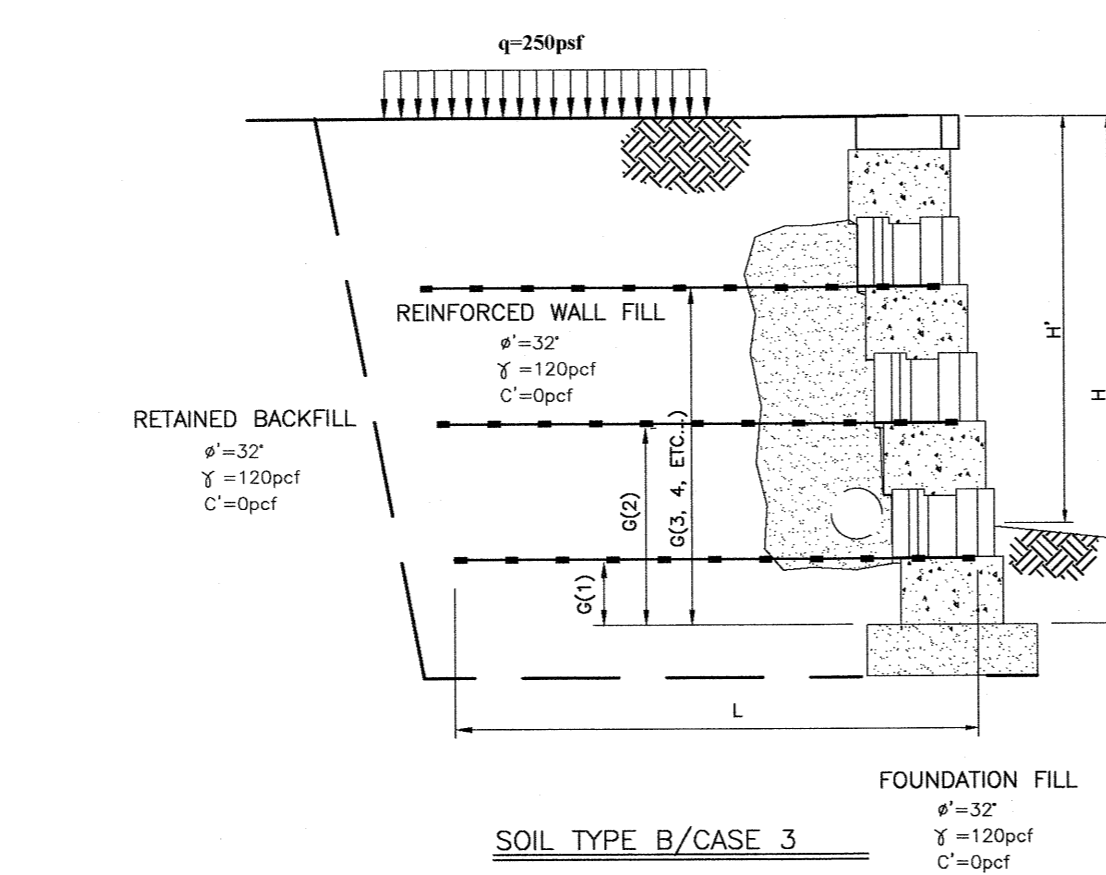 q=250psf
REINFORCED WALL FILL
ø'=32°
γ =120pcf
C'=0pcf
RETAINED BACKFILL
ø'=32°
γ =120pcf
C'=0pcf
H'
H
G(1)
G(2)
G(3, 4, ETC...)
L
FOUNDATION FILL
ø'=32°
γ =120pcf
C'=0pcf
SOIL TYPE B/CASE 3